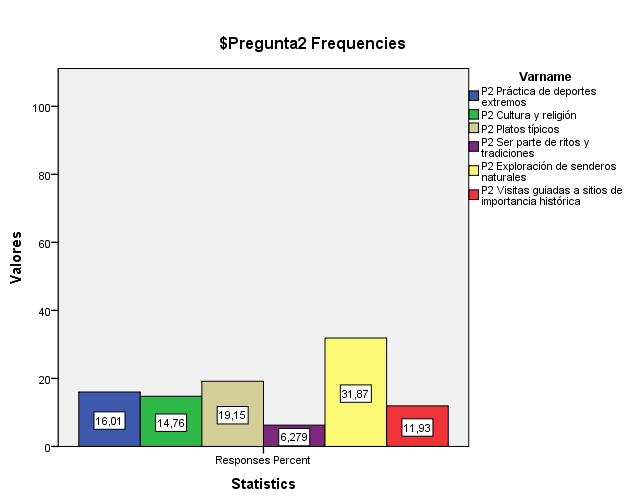 $Pregunta2 Frequencies
Varname
P2 Práctica de deportes
extremos
P2 Cultura y religión
P2 Platos típicos
P2 Ser parte de ritos y
tradiciones
P2 Exploración de senderos
naturales
P2 Visitas guiadas a sitios de
importancia histórica
Valores
100
80
60
40
20
0
16,01
14,76
19,15
6,279
31,87
11,93
Responses Percent
Statistics